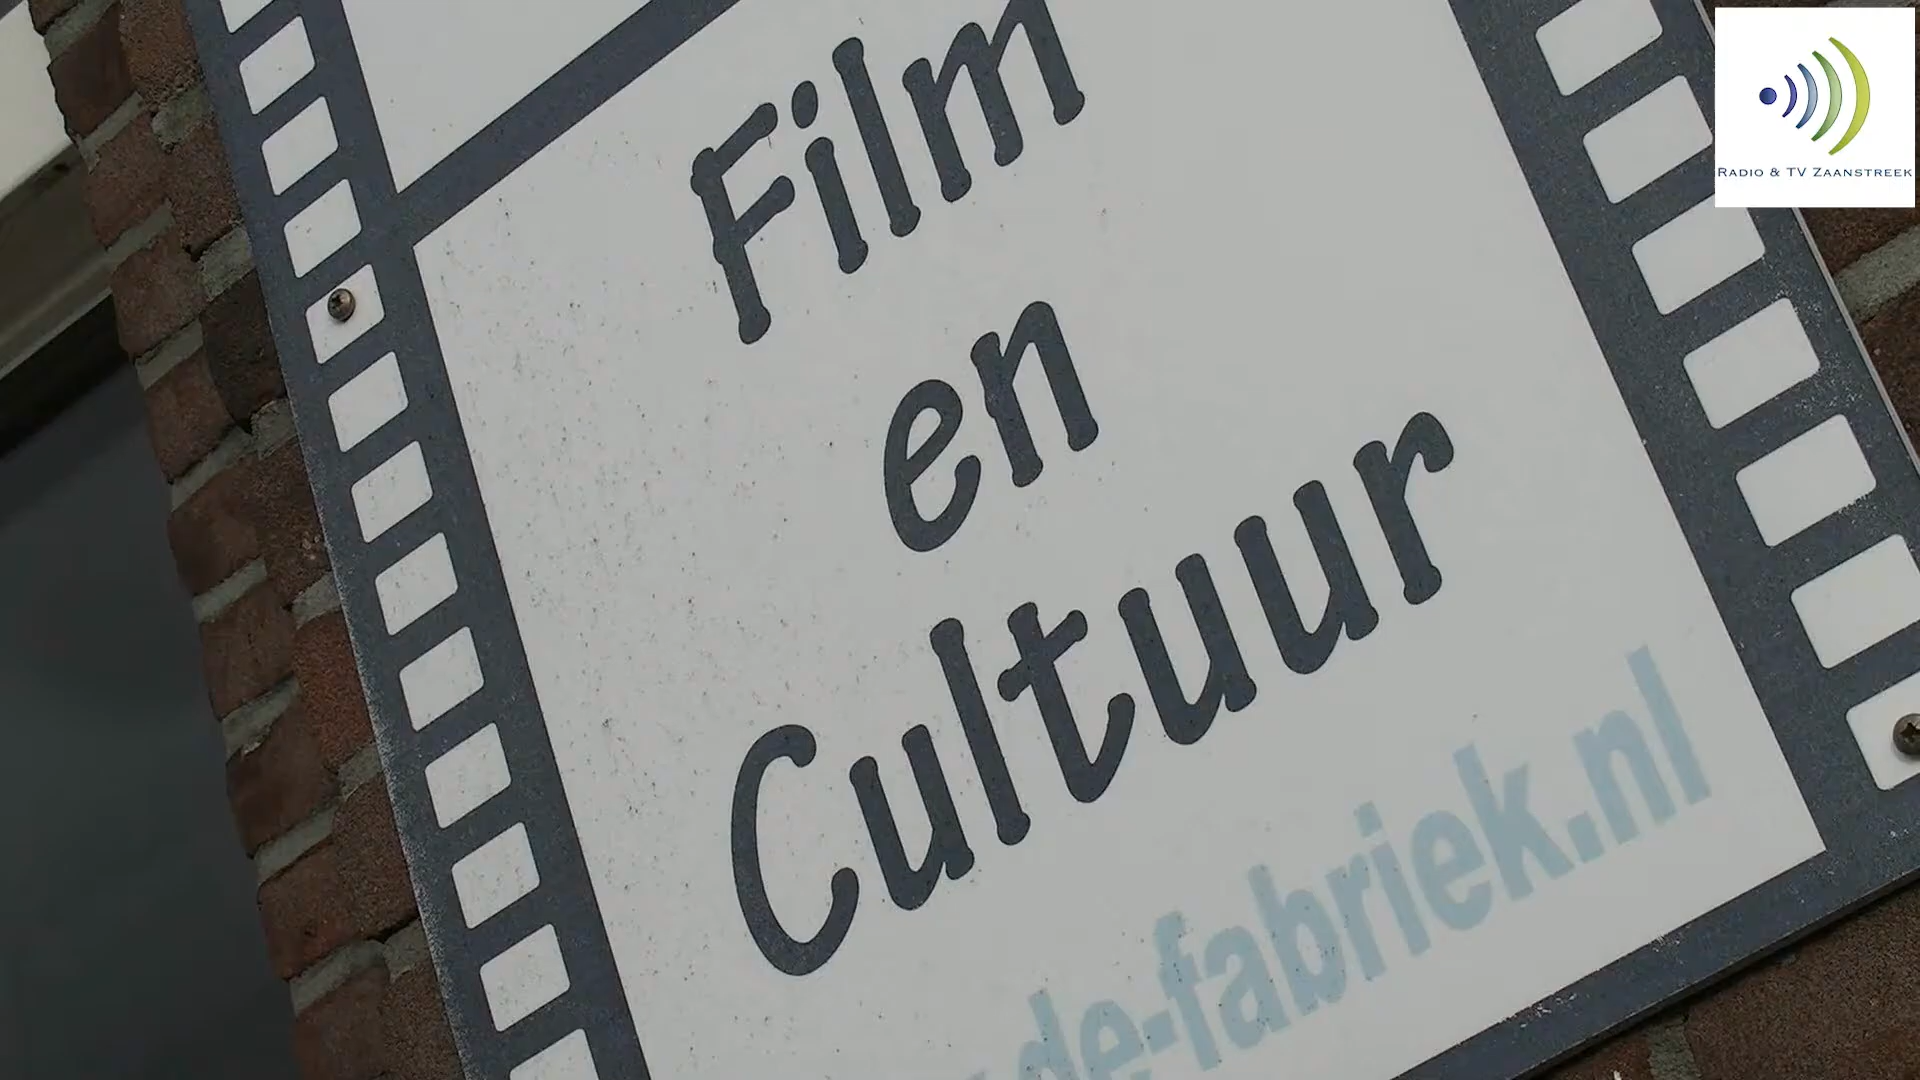 Film
en
Cultuur
de-fabriek.nl
RADIO & TV ZAANSTREEK